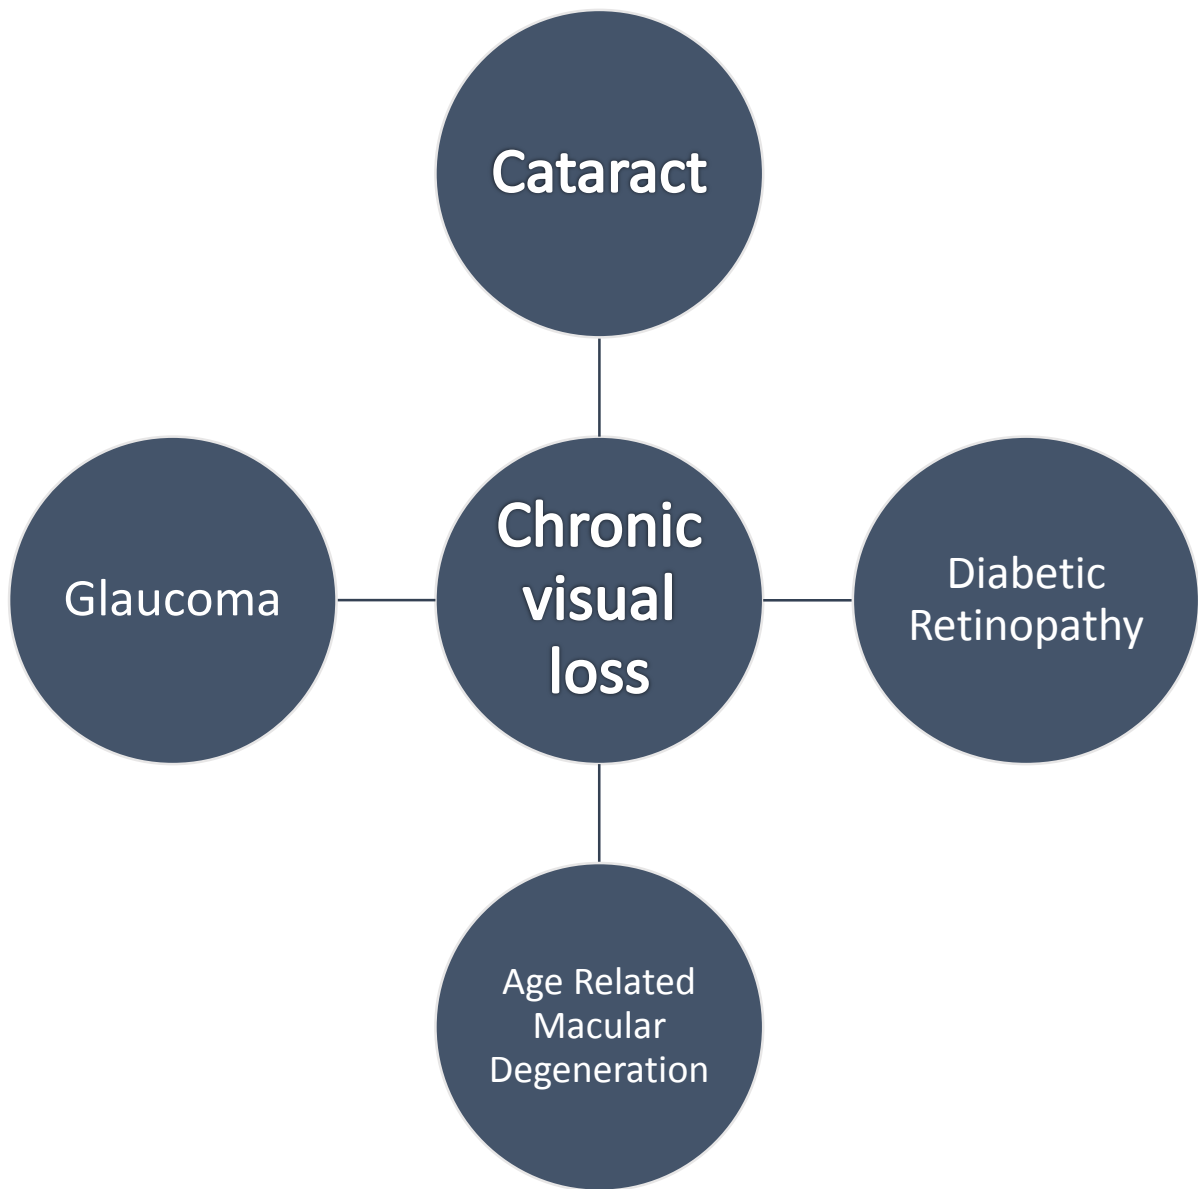 Cataract
Glaucoma
Chronic
visual
loss
Diabetic
Retinopathy
Age Related
Macular
Degeneration